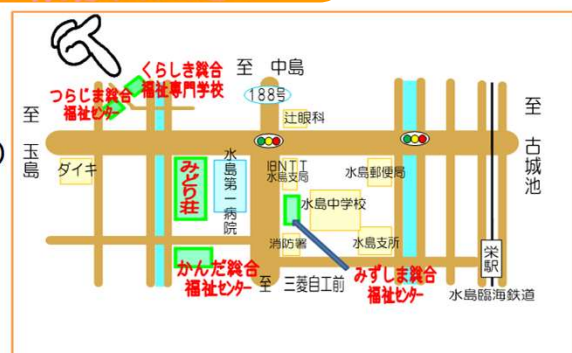 くらしき総合
福祉専門学校
つらじま総合
福祉センター
至 中島
188号
辻眼科
至 玉島
至 古城池
ダイキ
みどり荘
水島第一病院
旧NTT
水島支局
水島郵便局
水島中学校
消防署
水島支所
栄駅
かんだ総合
福祉センター
至 三菱自工前
みずしま総合
福祉センター
水島臨海鉄道